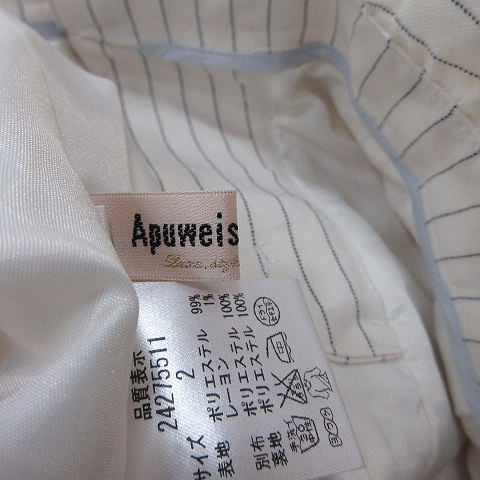 Apuweis
品質表示
24275511
サイズ 2
表地 ポリエステル 99%
レーヨン 1%
別布 ポリエステル 100%
裏地 ポリエステル 100%